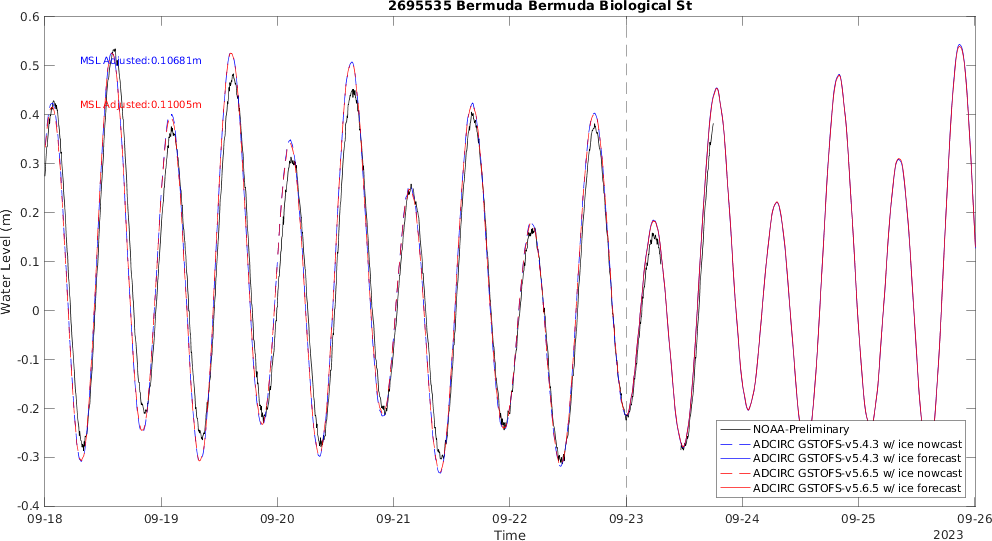 2695535 Bermuda Bermuda Biological St
0.6
0.5
0.4
0.3
0.2
0.1
0
-0.1
-0.2
-0.3
-0.4
Water Level (m)
MSL Adjusted:0.10681m
MSL Adjusted:0.11005m
NOAA-Preliminary
ADCIRC GSTOFS-v5.4.3 w/ ice nowcast
ADCIRC GSTOFS-v5.4.3 w/ ice forecast
ADCIRC GSTOFS-v5.6.5 w/ ice nowcast
ADCIRC GSTOFS-v5.6.5 w/ ice forecast
09-18 09-19 09-20 09-21 09-22 09-23 09-24 09-25 09-26
Time
2023